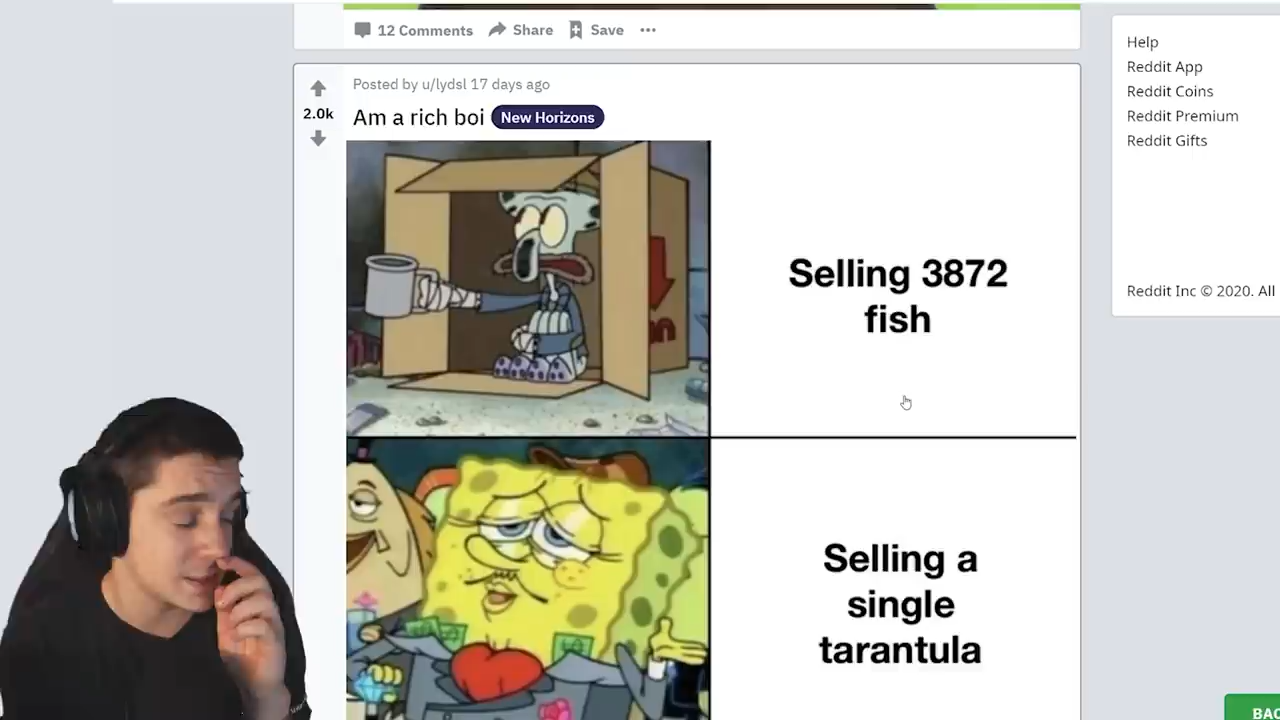 12 Comments Share Save
Posted by u/lydsl 17 days ago
2.0k
Am a rich boi New Horizons
Selling 3872
fish
Selling a
single
tarantula
Help
Reddit App
Reddit Coins
Reddit Premium
Reddit Gifts
Reddit Inc © 2020. All
BAC